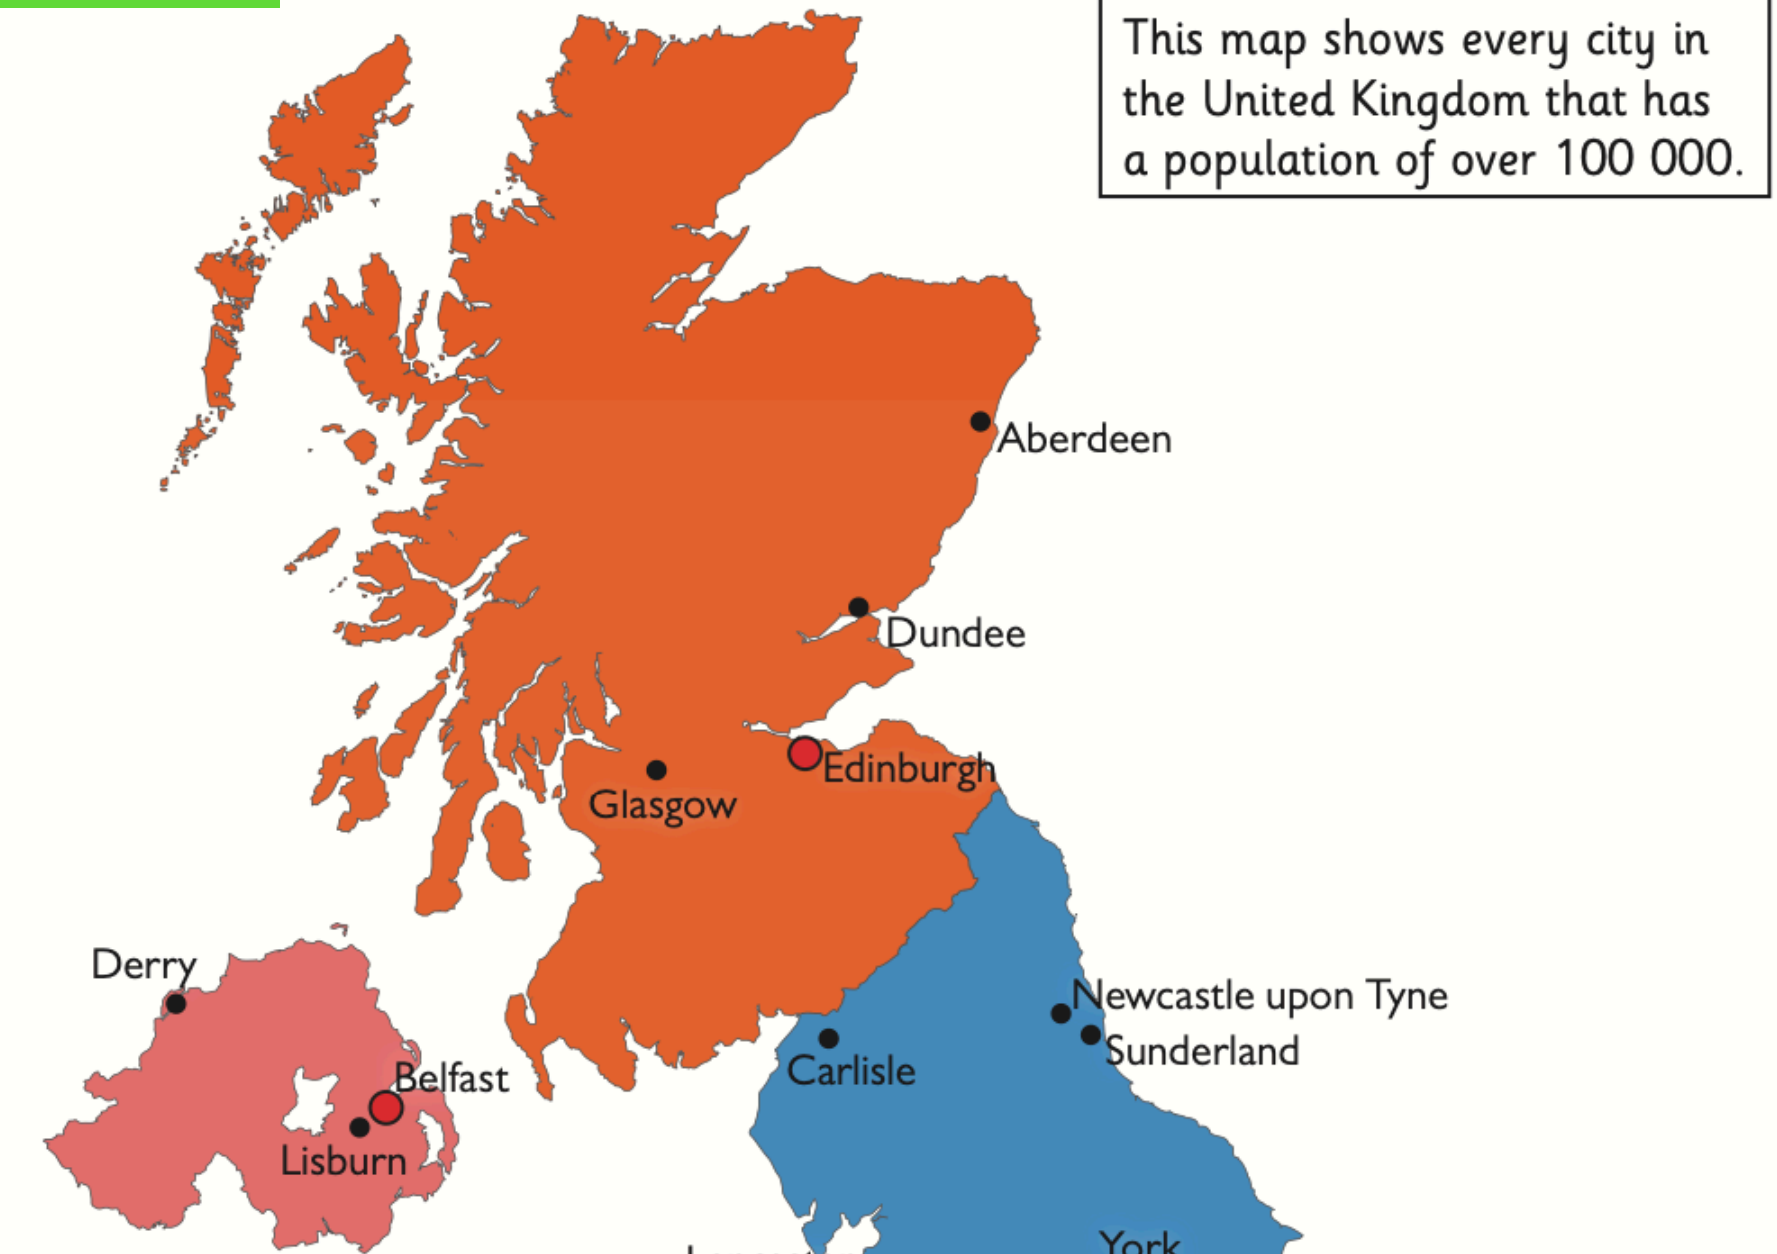 This map shows every city in
the United Kingdom that has
a population of over 100 000.
Aberdeen
Dundee
Edinburgh
Glasgow
Derry
Newcastle upon Tyne
Sunderland
Carlisle
Belfast
Lisburn
York